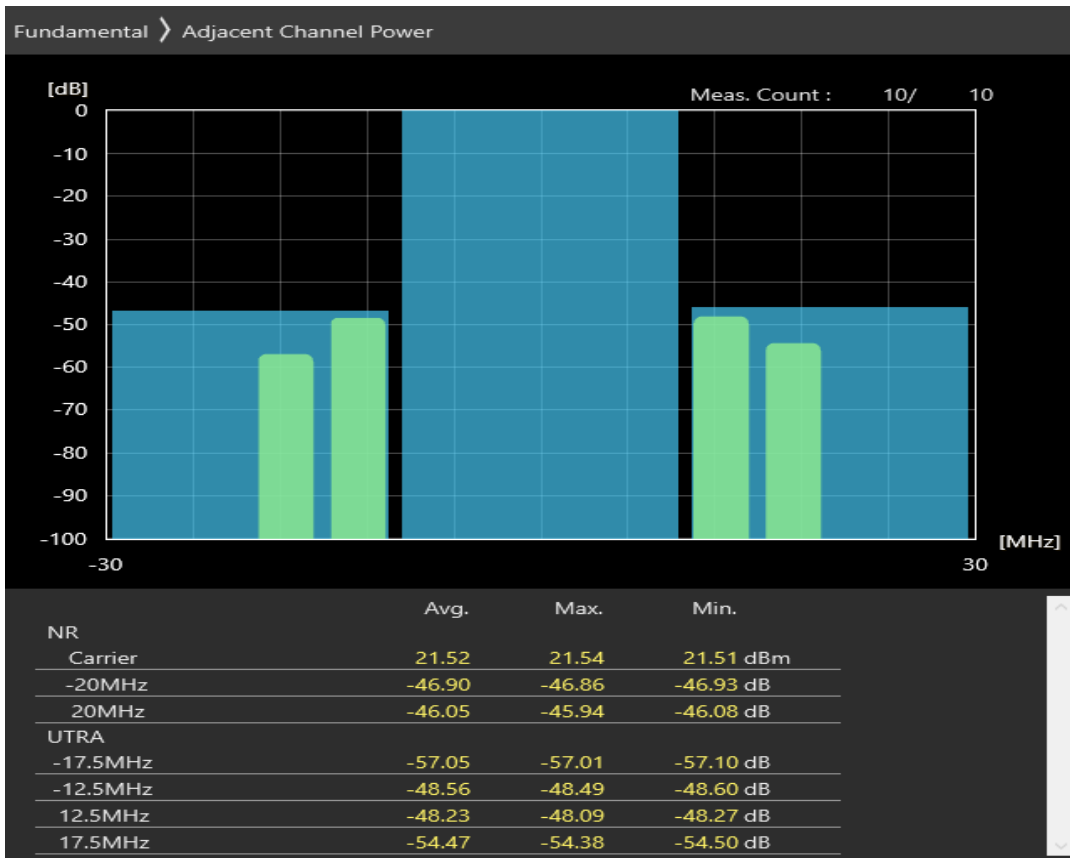 Fundamental 》 Adjacent Channel Power
[dB]
Meas. Count : 10/ 10
0
-10
-20
-30
-40
-50
-60
-70
-80
-90
-100
[MHz]
-30 30
Avg. Max. Min.
NR
Carrier 21.52 21.54 21.51 dBm
-20MHz -46.90 -46.86 -46.93 dB
20MHz -46.05 -45.94 -46.08 dB
UTRA
-17.5MHz -57.05 -57.01 -57.10 dB
-12.5MHz -48.56 -48.49 -48.60 dB
12.5MHz -48.23 -48.09 -48.27 dB
17.5MHz -54.47 -54.38 -54.50 dB